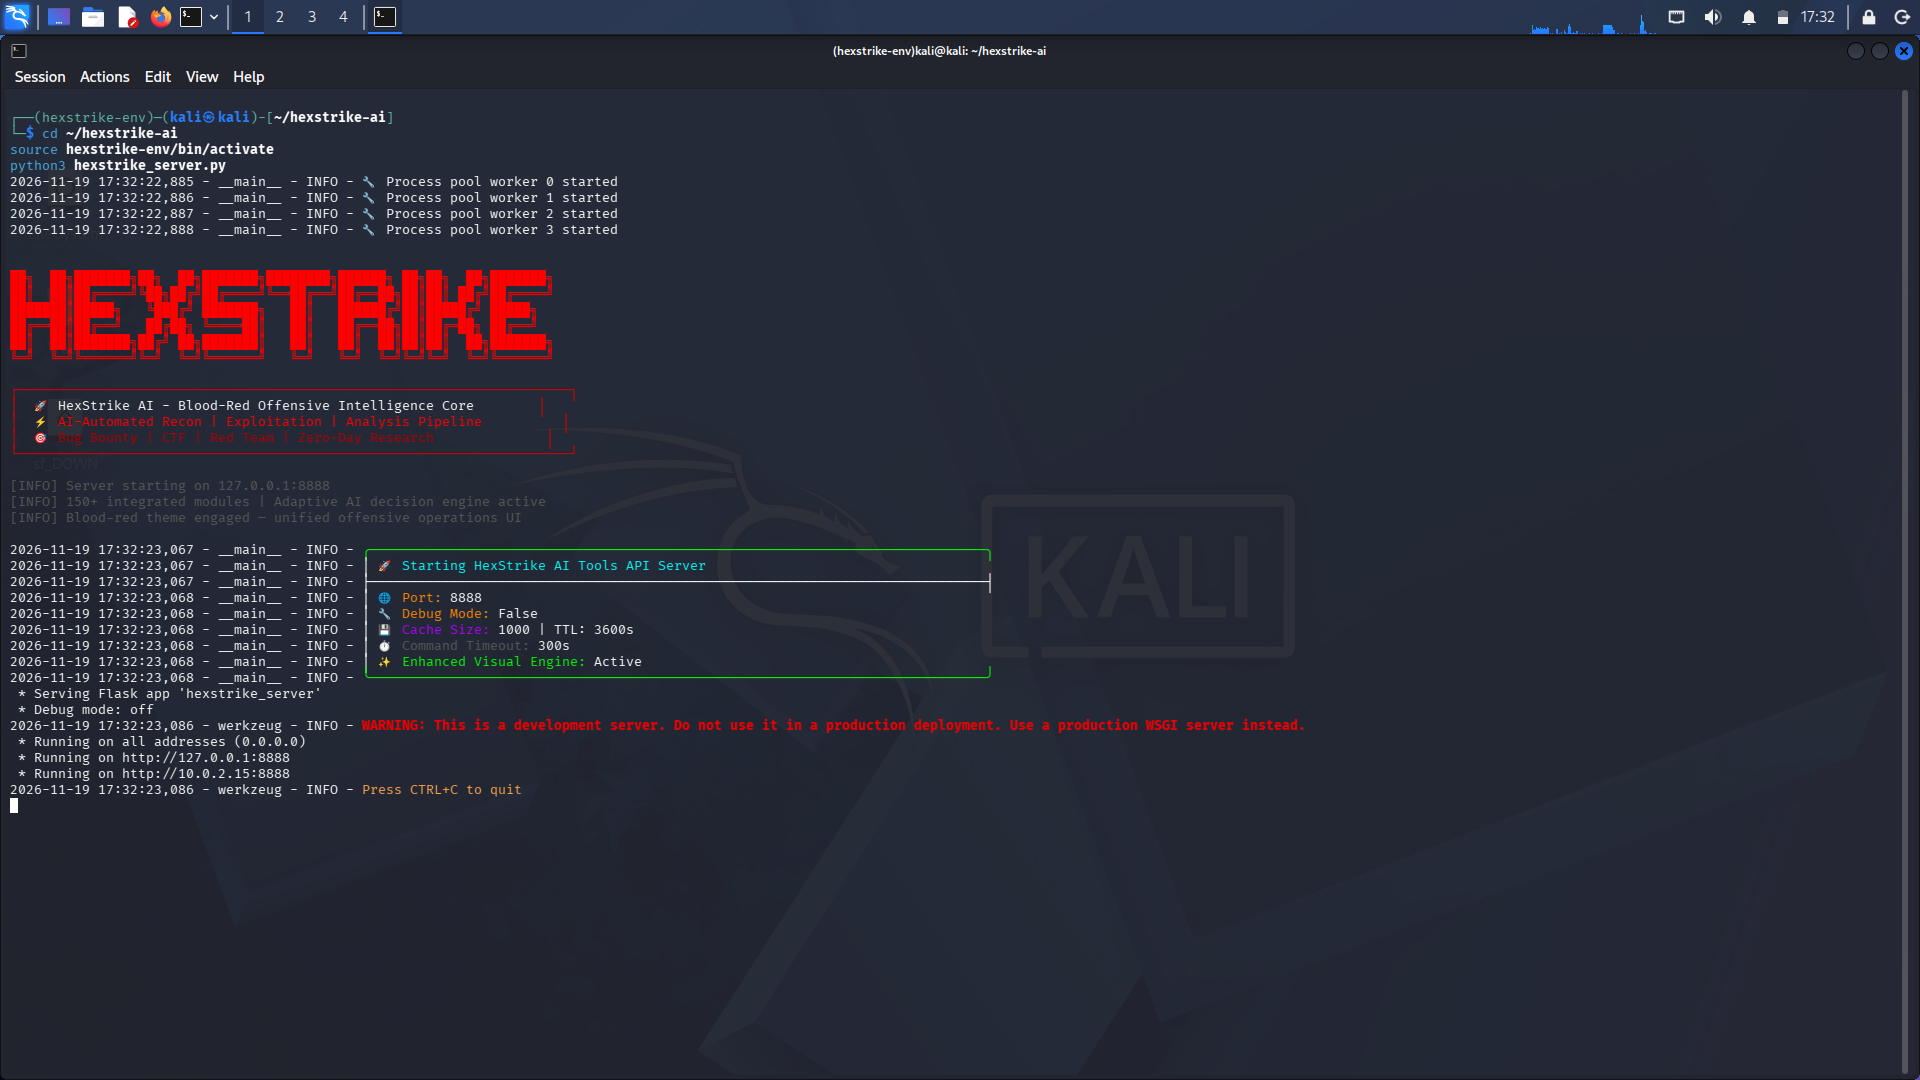 1 2 3 4 17:32
(hexstrike-env)kali@kali: ~/hexstrike-ai
Session Actions Edit View Help
┌──(hexstrike-env)─(kali㉿kali)-[~/hexstrike-ai]
└─$ cd ~/hexstrike-ai
source hexstrike-env/bin/activate
python3 hexstrike_server.py
2026-11-19 17:32:22,885 - __main__ - INFO - 🔧 Process pool worker 0 started
2026-11-19 17:32:22,886 - __main__ - INFO - 🔧 Process pool worker 1 started
2026-11-19 17:32:22,887 - __main__ - INFO - 🔧 Process pool worker 2 started
2026-11-19 17:32:22,888 - __main__ - INFO - 🔧 Process pool worker 3 started
HEXSTRIKE
🚀 HexStrike AI - Blood-Red Offensive Intelligence Core
⚡ AI-Automated Recon | Exploitation | Analysis Pipeline
🎯 Bug Bounty | CTF | Red Team | Zero-Day Research
sf_DOWN
[INFO] Server starting on 127.0.0.1:8888
[INFO] 150+ integrated modules | Adaptive AI decision engine active
[INFO] Blood-red theme engaged – unified offensive operations UI
2026-11-19 17:32:23,067 - __main__ - INFO -
2026-11-19 17:32:23,067 - __main__ - INFO - 🚀 Starting HexStrike AI Tools API Server
2026-11-19 17:32:23,067 - __main__ - INFO -
2026-11-19 17:32:23,068 - __main__ - INFO - 🌐 Port: 8888
2026-11-19 17:32:23,068 - __main__ - INFO - 🔧 Debug Mode: False
2026-11-19 17:32:23,068 - __main__ - INFO - 💾 Cache Size: 1000 | TTL: 3600s
2026-11-19 17:32:23,068 - __main__ - INFO - ⏱️ Command Timeout: 300s
2026-11-19 17:32:23,068 - __main__ - INFO - ✨ Enhanced Visual Engine: Active
2026-11-19 17:32:23,068 - __main__ - INFO -
* Serving Flask app 'hexstrike_server'
* Debug mode: off
2026-11-19 17:32:23,086 - werkzeug - INFO - WARNING: This is a development server. Do not use it in a production deployment. Use a production WSGI server instead.
* Running on all addresses (0.0.0.0)
* Running on http://127.0.0.1:8888
* Running on http://10.0.2.15:8888
2026-11-19 17:32:23,086 - werkzeug - INFO - Press CTRL+C to quit
KALI